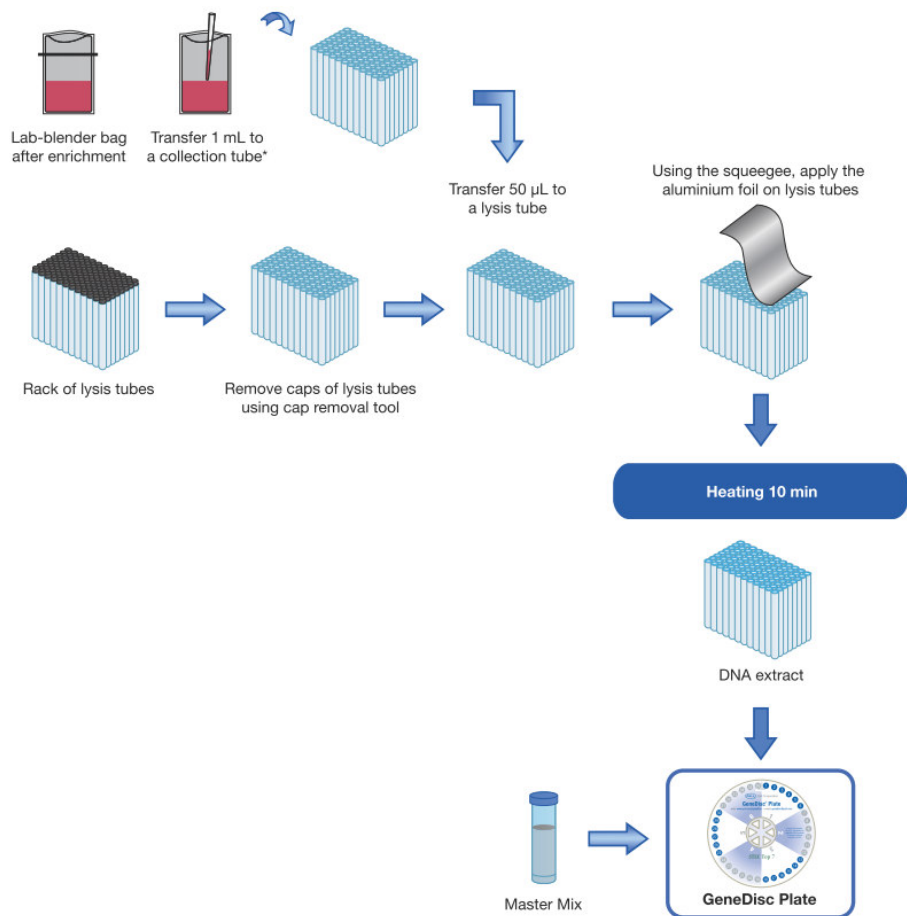 Lab-blender bag
after enrichment
Transfer 1 mL to
a collection tube*
Transfer 50 µL to
a lysis tube
Using the squeegee, apply the
aluminium foil on lysis tubes
Rack of lysis tubes
Remove caps of lysis tubes
using cap removal tool
Heating 10 min
DNA extract
Master Mix
GeneDisc Plate
GeneDisc Plate